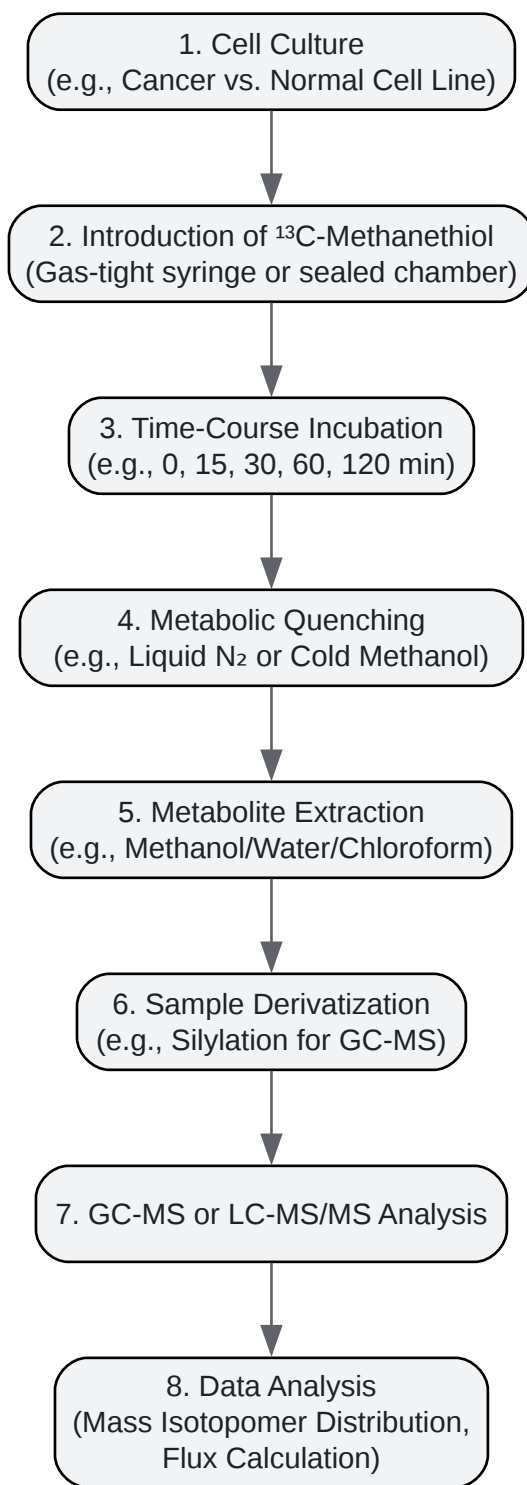 1. Cell Culture
(e.g., Cancer vs. Normal Cell Line)
2. Introduction of ¹³C-Methanethiol
(Gas-tight syringe or sealed chamber)
3. Time-Course Incubation
(e.g., 0, 15, 30, 60, 120 min)
4. Metabolic Quenching
(e.g., Liquid N₂ or Cold Methanol)
5. Metabolite Extraction
(e.g., Methanol/Water/Chloroform)
6. Sample Derivatization
(e.g., Silylation for GC-MS)
7. GC-MS or LC-MS/MS Analysis
8. Data Analysis
(Mass Isotopomer Distribution,
Flux Calculation)